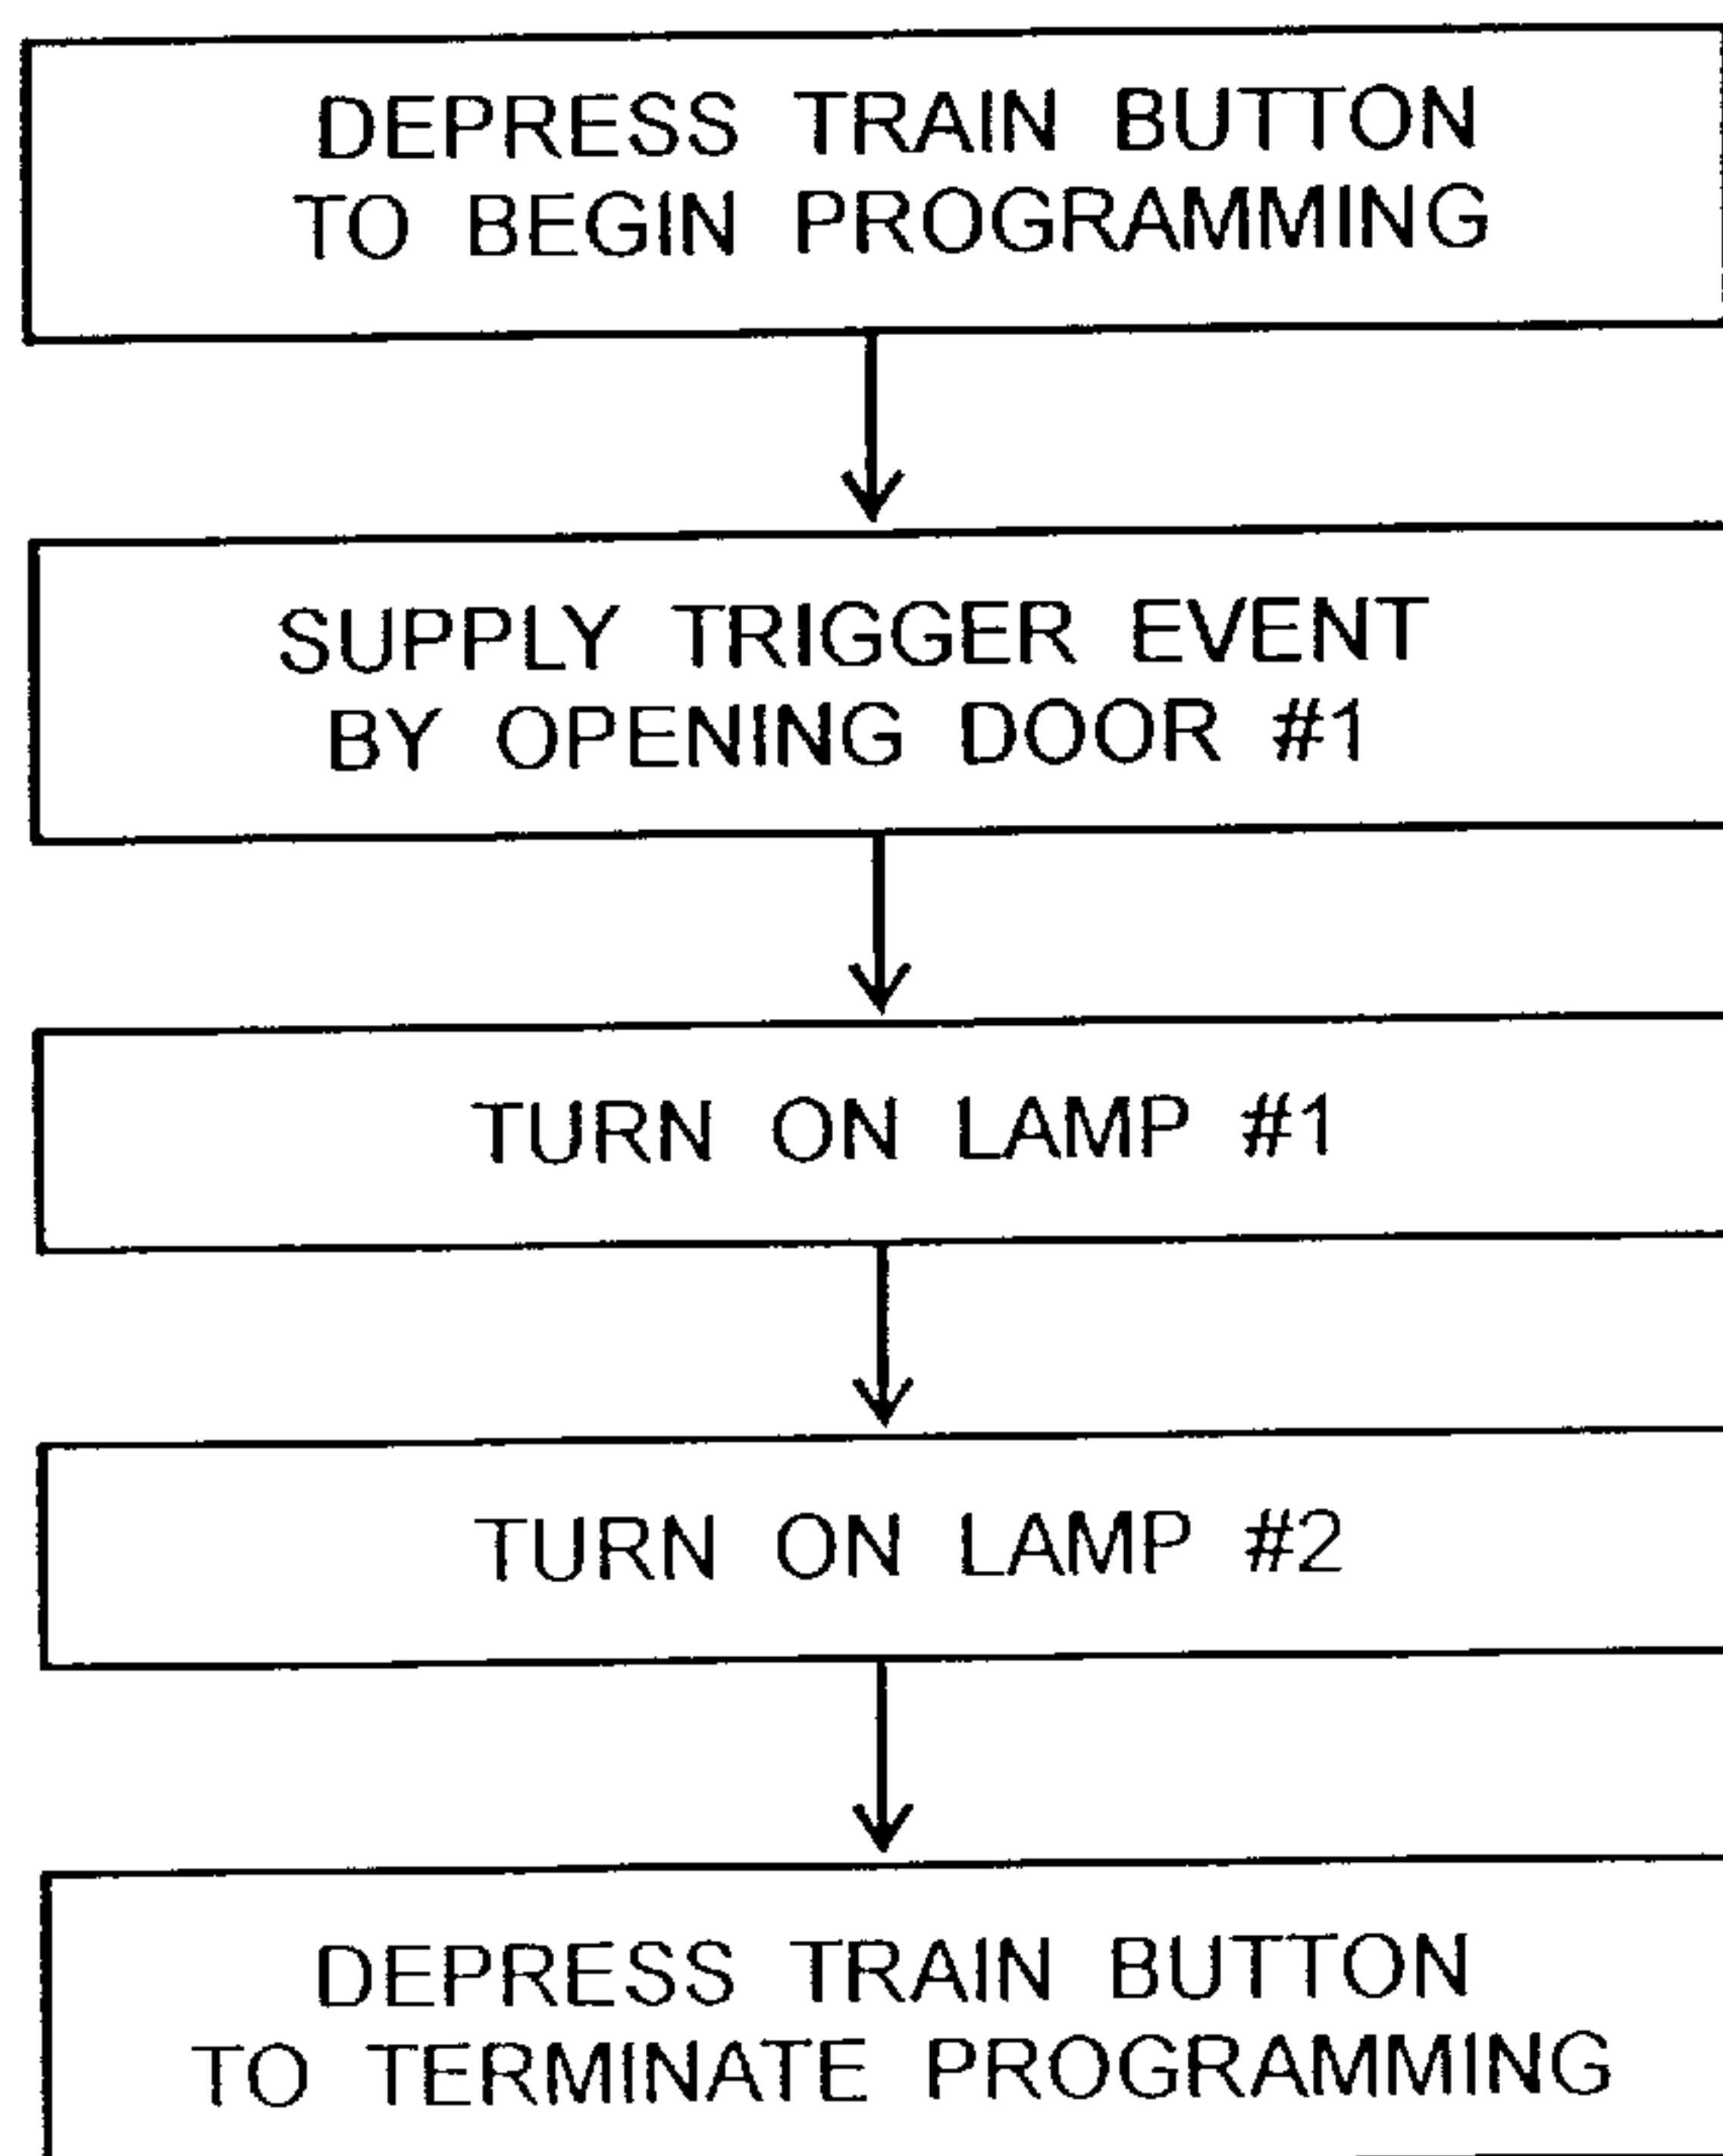 DEPRESS TRAIN BUTTON
TO BEGIN PROGRAMMING
SUPPLY TRIGGER EVENT
BY OPENING DOOR #1
TURN ON LAMP #1
TURN ON LAMP #2
DEPRESS TRAIN BUTTON
TO TERMINATE PROGRAMMING